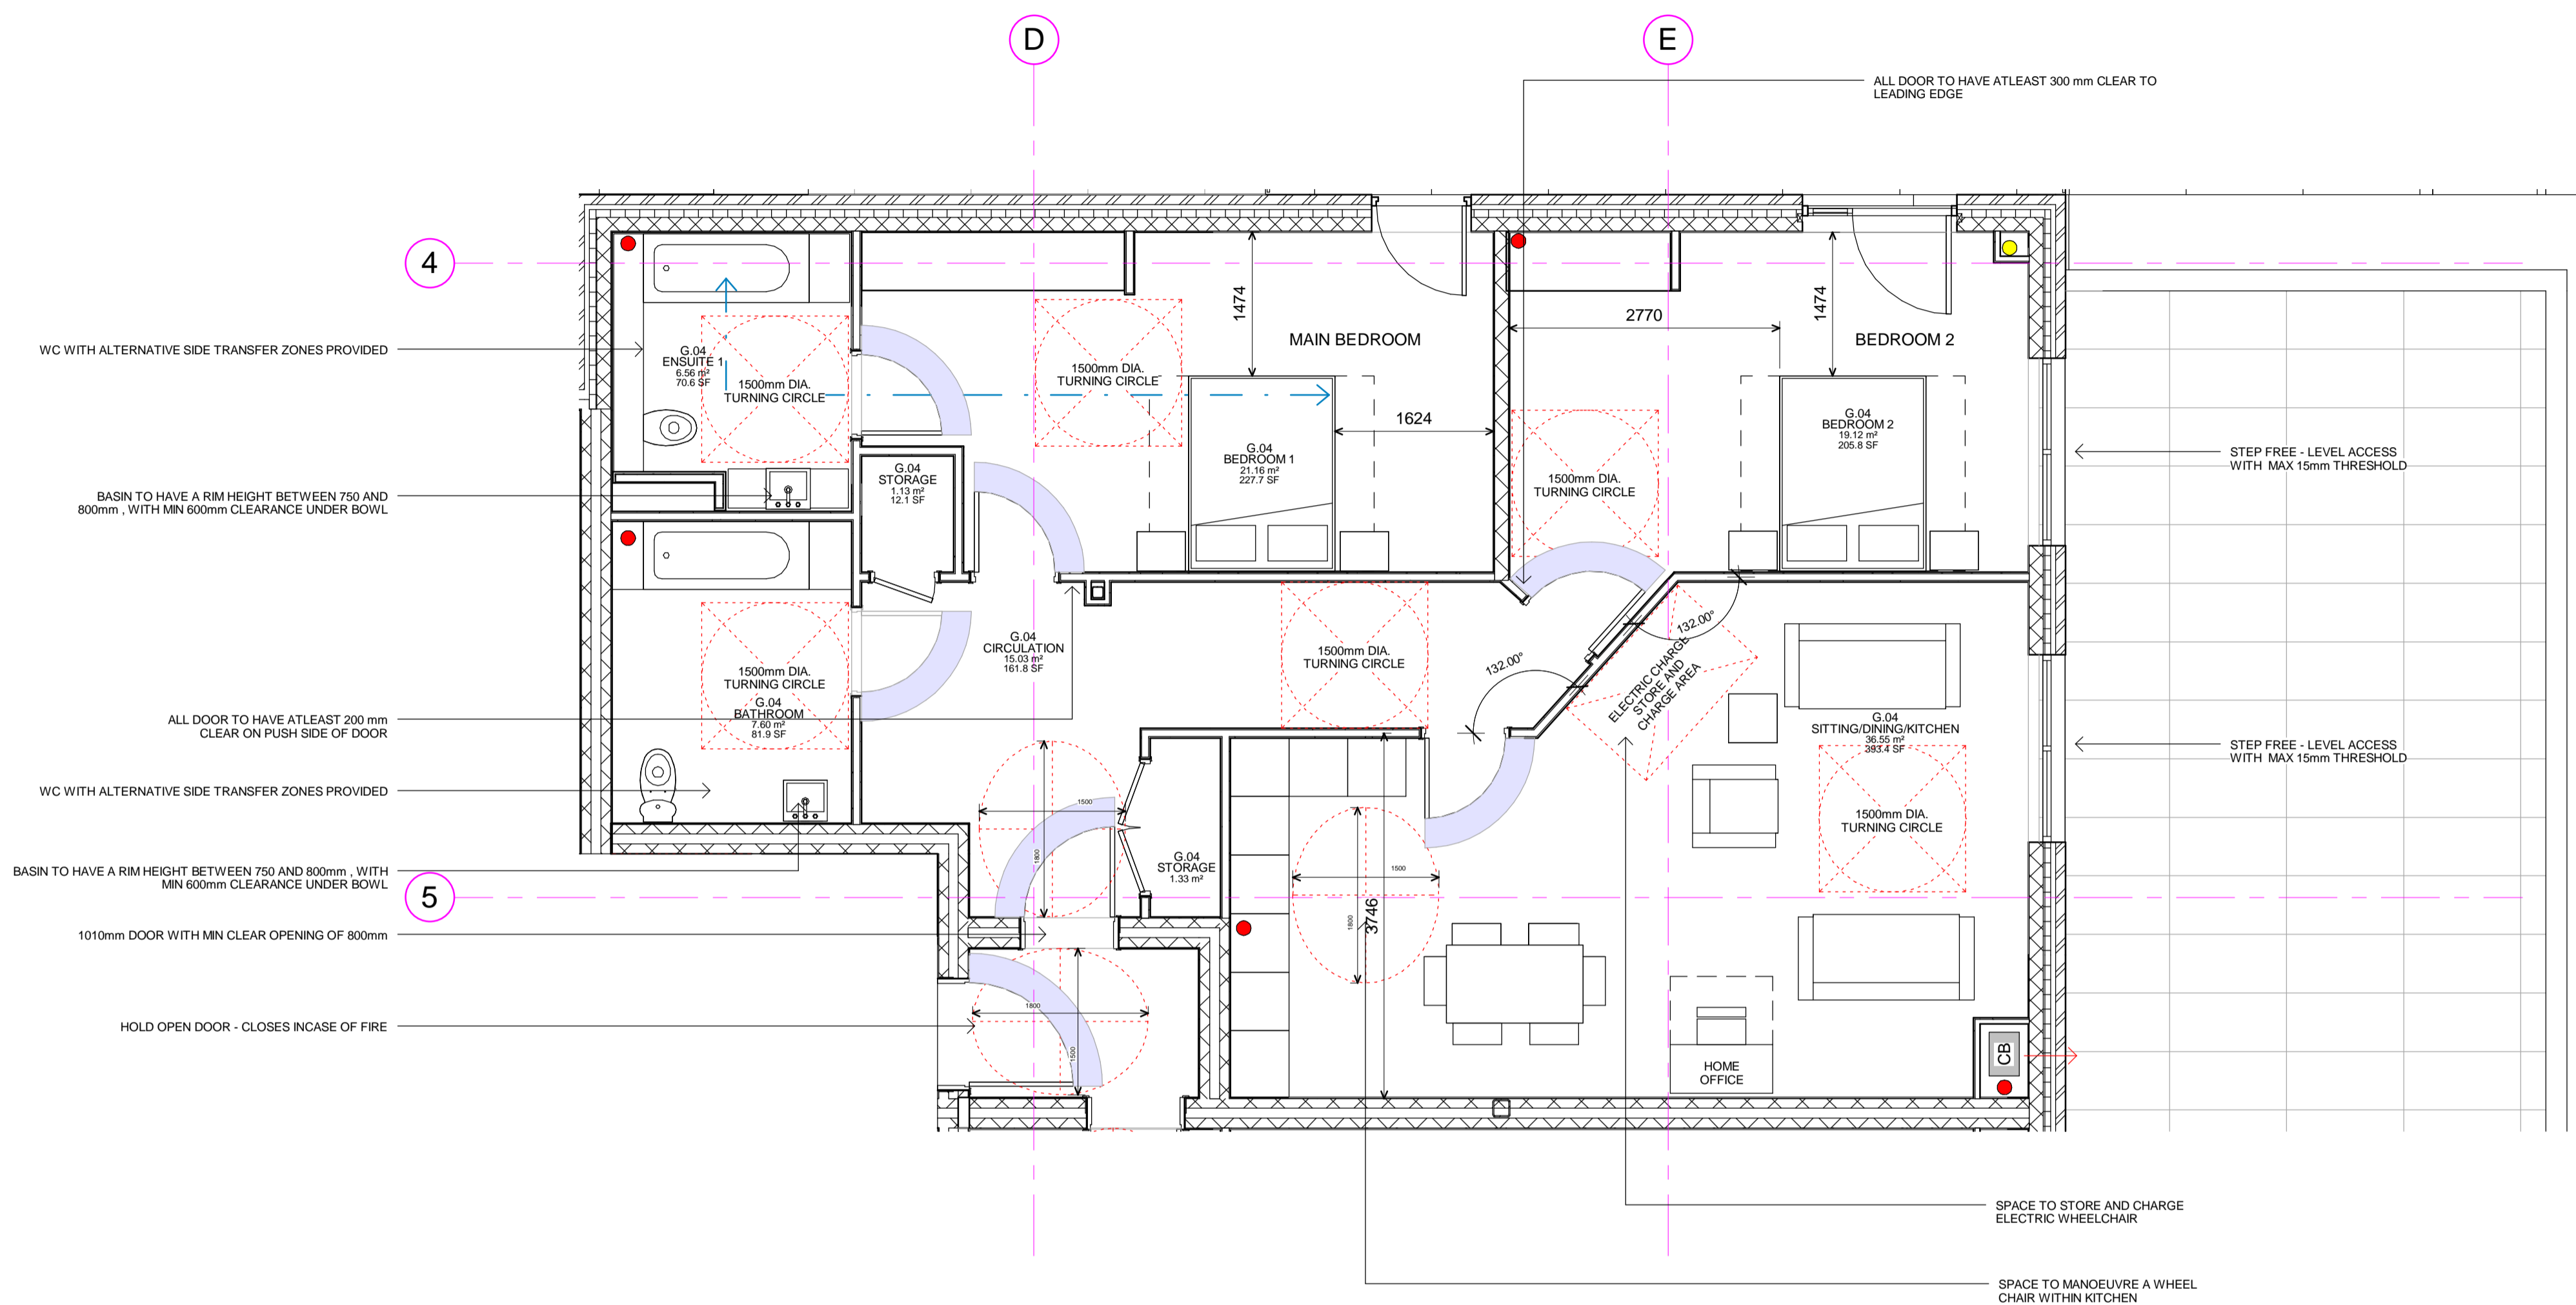 D
E
ALL DOOR TO HAVE ATLEAST 300 mm CLEAR TO
LEADING EDGE
4
1474
MAIN BEDROOM
2770
1474
BEDROOM 2
WC WITH ALTERNATIVE SIDE TRANSFER ZONES PROVIDED
G.04
ENSUITE 1
6.56 m²
70.6 SF
1500mm DIA.
TURNING CIRCLE
1500mm DIA.
TURNING CIRCLE
1624
G.04
BEDROOM 1
21.16 m²
227.7 SF
G.04
BEDROOM 2
19.12 m²
205.8 SF
STEP FREE - LEVEL ACCESS
WITH MAX 15mm THRESHOLD
G.04
STORAGE
1.13 m²
12.1 SF
1500mm DIA.
TURNING CIRCLE
BASIN TO HAVE A RIM HEIGHT BETWEEN 750 AND
800mm , WITH MIN 600mm CLEARANCE UNDER BOWL
G.04
CIRCULATION
15.03 m²
161.8 SF
1500mm DIA.
TURNING CIRCLE
132.00°
132.00°
ELECTRIC CHARGE
STORE AND
CHARGE AREA
1500mm DIA.
TURNING CIRCLE
G.04
BATHROOM
7.60 m²
81.9 SF
ALL DOOR TO HAVE ATLEAST 200 mm
CLEAR ON PUSH SIDE OF DOOR
G.04
SITTING/DINING/KITCHEN
36.55 m²
393.4 SF
STEP FREE - LEVEL ACCESS
WITH MAX 15mm THRESHOLD
WC WITH ALTERNATIVE SIDE TRANSFER ZONES PROVIDED
1500
1800
1500mm DIA.
TURNING CIRCLE
G.04
STORAGE
1.33 m²
1500
1800
3746
BASIN TO HAVE A RIM HEIGHT BETWEEN 750 AND 800mm , WITH
MIN 600mm CLEARANCE UNDER BOWL
5
1010mm DOOR WITH MIN CLEAR OPENING OF 800mm
1800
1500
HOLD OPEN DOOR - CLOSES INCASE OF FIRE
HOME
OFFICE
CB
SPACE TO STORE AND CHARGE
ELECTRIC WHEELCHAIR
SPACE TO MANOEUVRE A WHEEL
CHAIR WITHIN KITCHEN